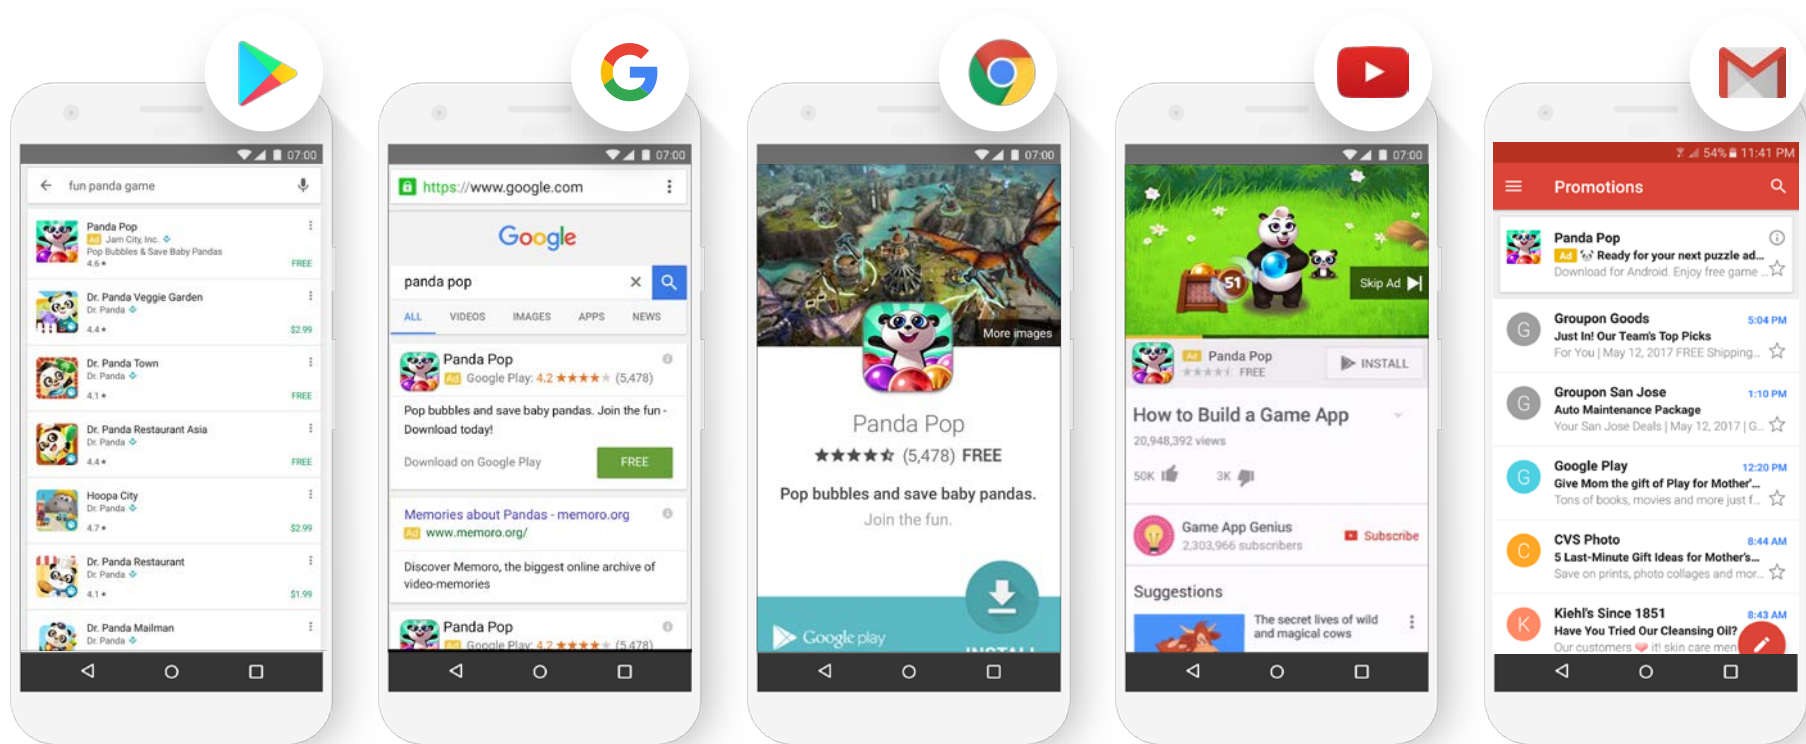 07:00
fun panda game
Panda Pop
Ad Jam City, Inc.
Pop Bubbles & Save Baby Pandas
4.6★ FREE
Dr. Panda Veggie Garden
Dr. Panda
4.4★ $2.99
Dr. Panda Town
Dr. Panda
4.1★ FREE
Dr. Panda Restaurant Asia
Dr. Panda
4.4★ FREE
Hoopa City
Dr. Panda
4.7★ $2.99
Dr. Panda Restaurant
Dr. Panda
4.1★ $1.99
Dr. Panda Mailman
Dr. Panda
07:00
https://www.google.com
Google
panda pop
ALL VIDEOS IMAGES APPS NEWS
Panda Pop
Ad Google Play: 4.2 ★★★★★ (5,478)
Pop bubbles and save baby pandas. Join the fun -
Download today!
Download on Google Play FREE
Memories about Pandas - memoro.org
Ad www.memoro.org/
Discover Memoro, the biggest online archive of
video-memories
Panda Pop
Ad Google Play: 4.2 ★★★★★ (5,478)
07:00
More images
Panda Pop
★★★★★ (5,478) FREE
Pop bubbles and save baby pandas.
Join the fun.
Google play
INSTALL
07:00
51
Skip Ad
Ad Panda Pop
★★★★★ FREE
INSTALL
How to Build a Game App
20,948,392 views
50K 3K
Game App Genius
2,303,966 subscribers
Subscribe
Suggestions
The secret lives of wild
and magical cows
54% 11:41 PM
Promotions
Panda Pop
Ad 🐼 Ready for your next puzzle ad...
Download for Android. Enjoy free game ...
G
Groupon Goods 5:04 PM
Just In! Our Team's Top Picks
For You | May 12, 2017 FREE Shipping...
G
Groupon San Jose 1:10 PM
Auto Maintenance Package
Your San Jose Deals | May 12, 2017 | G...
G
Google Play 12:20 PM
Give Mom the gift of Play for Mother'...
Tons of books, movies and more just f...
C
CVS Photo 8:44 AM
5 Last-Minute Gift Ideas for Mother's...
Save on prints, photo collages and mor...
K
Kiehl's Since 1851 8:43 AM
Have You Tried Our Cleansing Oil?
Our customers ❤ it! skin care men